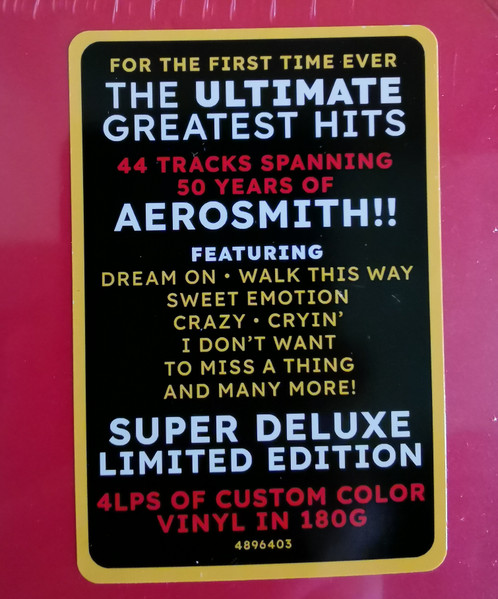 FOR THE FIRST TIME EVER
THE ULTIMATE
GREATEST HITS
44 TRACKS SPANNING
50 YEARS OF
AEROSMITH!!
FEATURING
DREAM ON • WALK THIS WAY
SWEET EMOTION
CRAZY • CRYIN'
I DON'T WANT
TO MISS A THING
AND MANY MORE!
SUPER DELUXE
LIMITED EDITION
4LPS OF CUSTOM COLOR
VINYL IN 180G
4896403